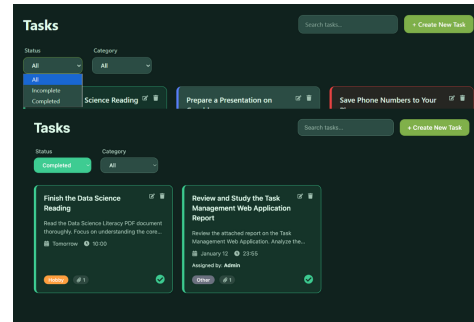 Tasks
Search tasks...
+ Create New Task
Status
Category
All
All
All
Incomplete
Completed
Science Reading
Prepare a Presentation on
Save Phone Numbers to Your
Tasks
Search tasks...
+ Create New Task
Status
Category
Completed
All
Finish the Data Science
Reading
Read the Data Science Literacy PDF document
thoroughly. Focus on understanding the core...
Tomorrow 10:00
1
Review and Study the Task
Management Web Application
Report
Review the attached report on the Task
Management Web Application. Analyze the...
January 12 23:55
Assigned by: Admin
Other 1